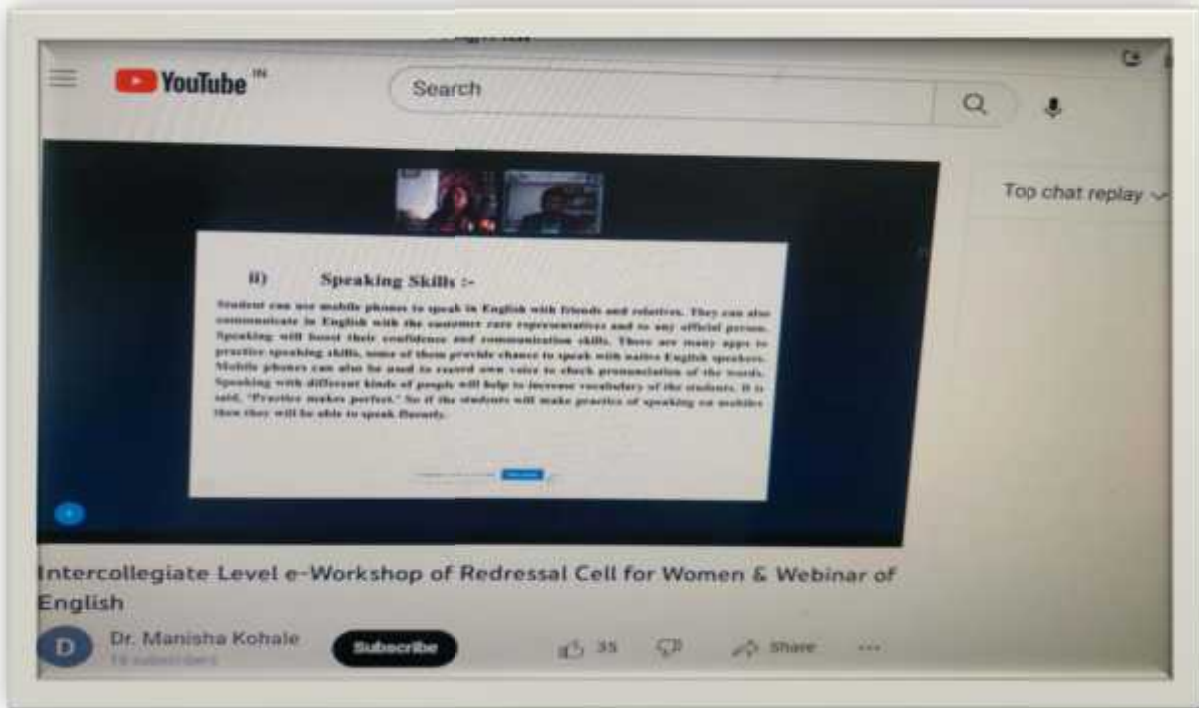 YouTube IN
Search
Top chat replay
ii) Speaking Skills :-
Student can use mobile phones to speak in English with friends and relatives. They can also
communicate in English with the customer care representatives and to any official person.
Speaking will boost their confidence and communication skills. There are many apps to
practice speaking skills, some of them provide chance to speak with native English speakers.
Mobile phones can also be used to record own voice to check pronunciation of the words.
Speaking with different kinds of people will help to increase vocabulary of the students. It is
said, "Practice makes perfect." So if the students will make practice of speaking on mobiles
then they will be able to speak fluently.
Intercollegiate Level e-Workshop of Redressal Cell for Women & Webinar of
English
D Dr. Manisha Kohale Subscribe 35 Share
subscribers